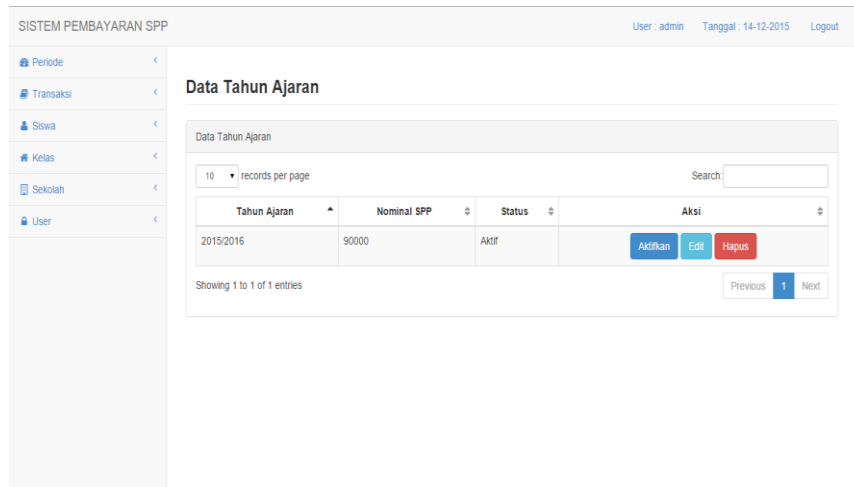 SISTEM PEMBAYARAN SPP User : admin Tanggal : 14-12-2015 Logout
Periode
Transaksi
Siswa
Kelas
Sekolah
User
Data Tahun Ajaran
Data Tahun Ajaran
10 records per page Search:
Tahun Ajaran Nominal SPP Status Aksi
2015/2016 90000 Aktif Aktifkan Edit Hapus
Showing 1 to 1 of 1 entries Previous 1 Next